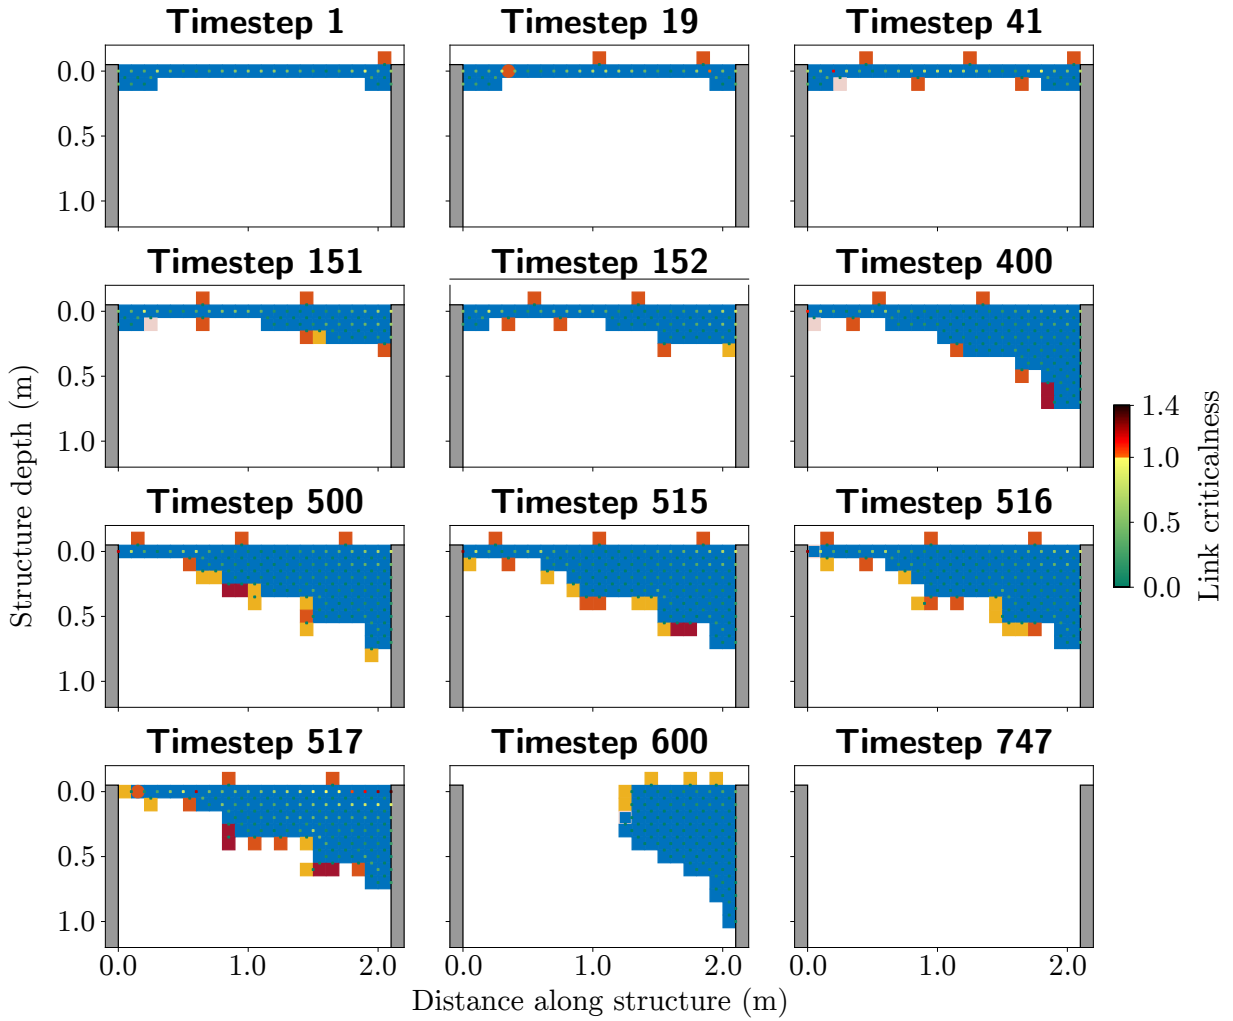 Timestep 1
Timestep 19
Timestep 41
0.0
0.5
1.0
Timestep 151
Timestep 152
Timestep 400
0.0
0.5
1.0
Structure depth (m)
1.4
1.0
0.5
0.0
Link criticalness
Timestep 500
Timestep 515
Timestep 516
0.0
0.5
1.0
Timestep 517
Timestep 600
Timestep 747
0.0
0.5
1.0
0.0 1.0 2.0
0.0 1.0 2.0
0.0 1.0 2.0
Distance along structure (m)